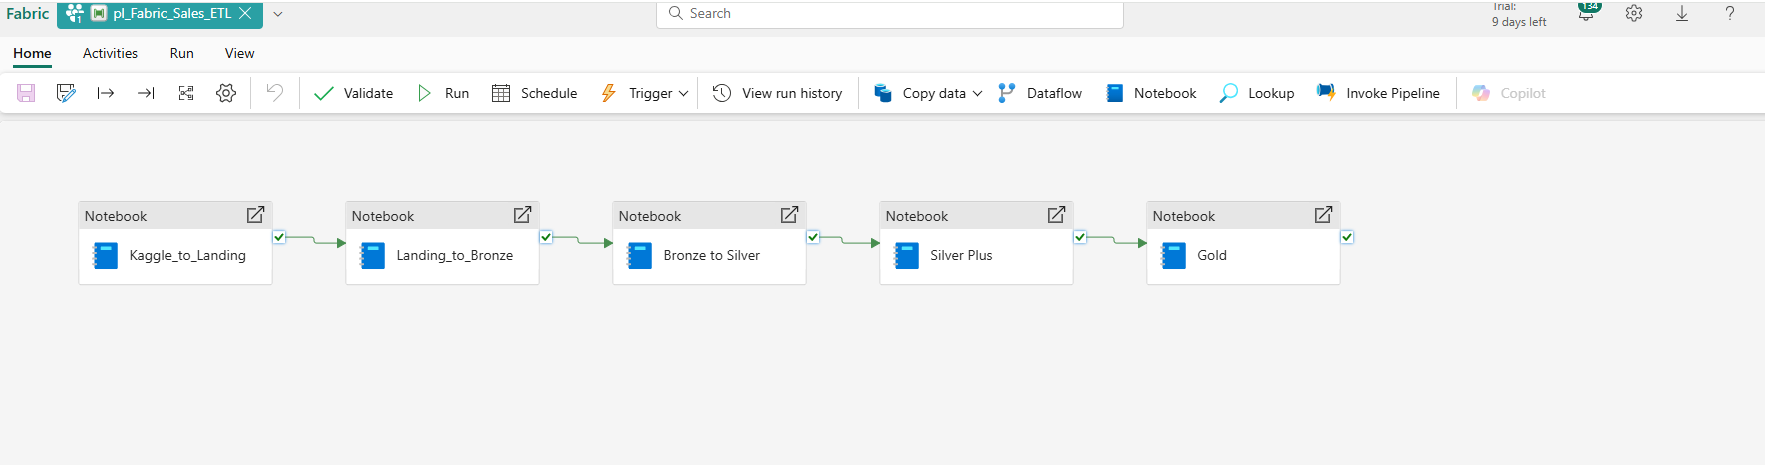 Fabric
1
pl_Fabric_Sales_ETL
Search
Trial:
9 days left
134
?
Home Activities Run View
Validate Run Schedule Trigger View run history Copy data Dataflow Notebook Lookup Invoke Pipeline Copilot
Notebook
Kaggle_to_Landing
Notebook
Landing_to_Bronze
Notebook
Bronze to Silver
Notebook
Silver Plus
Notebook
Gold